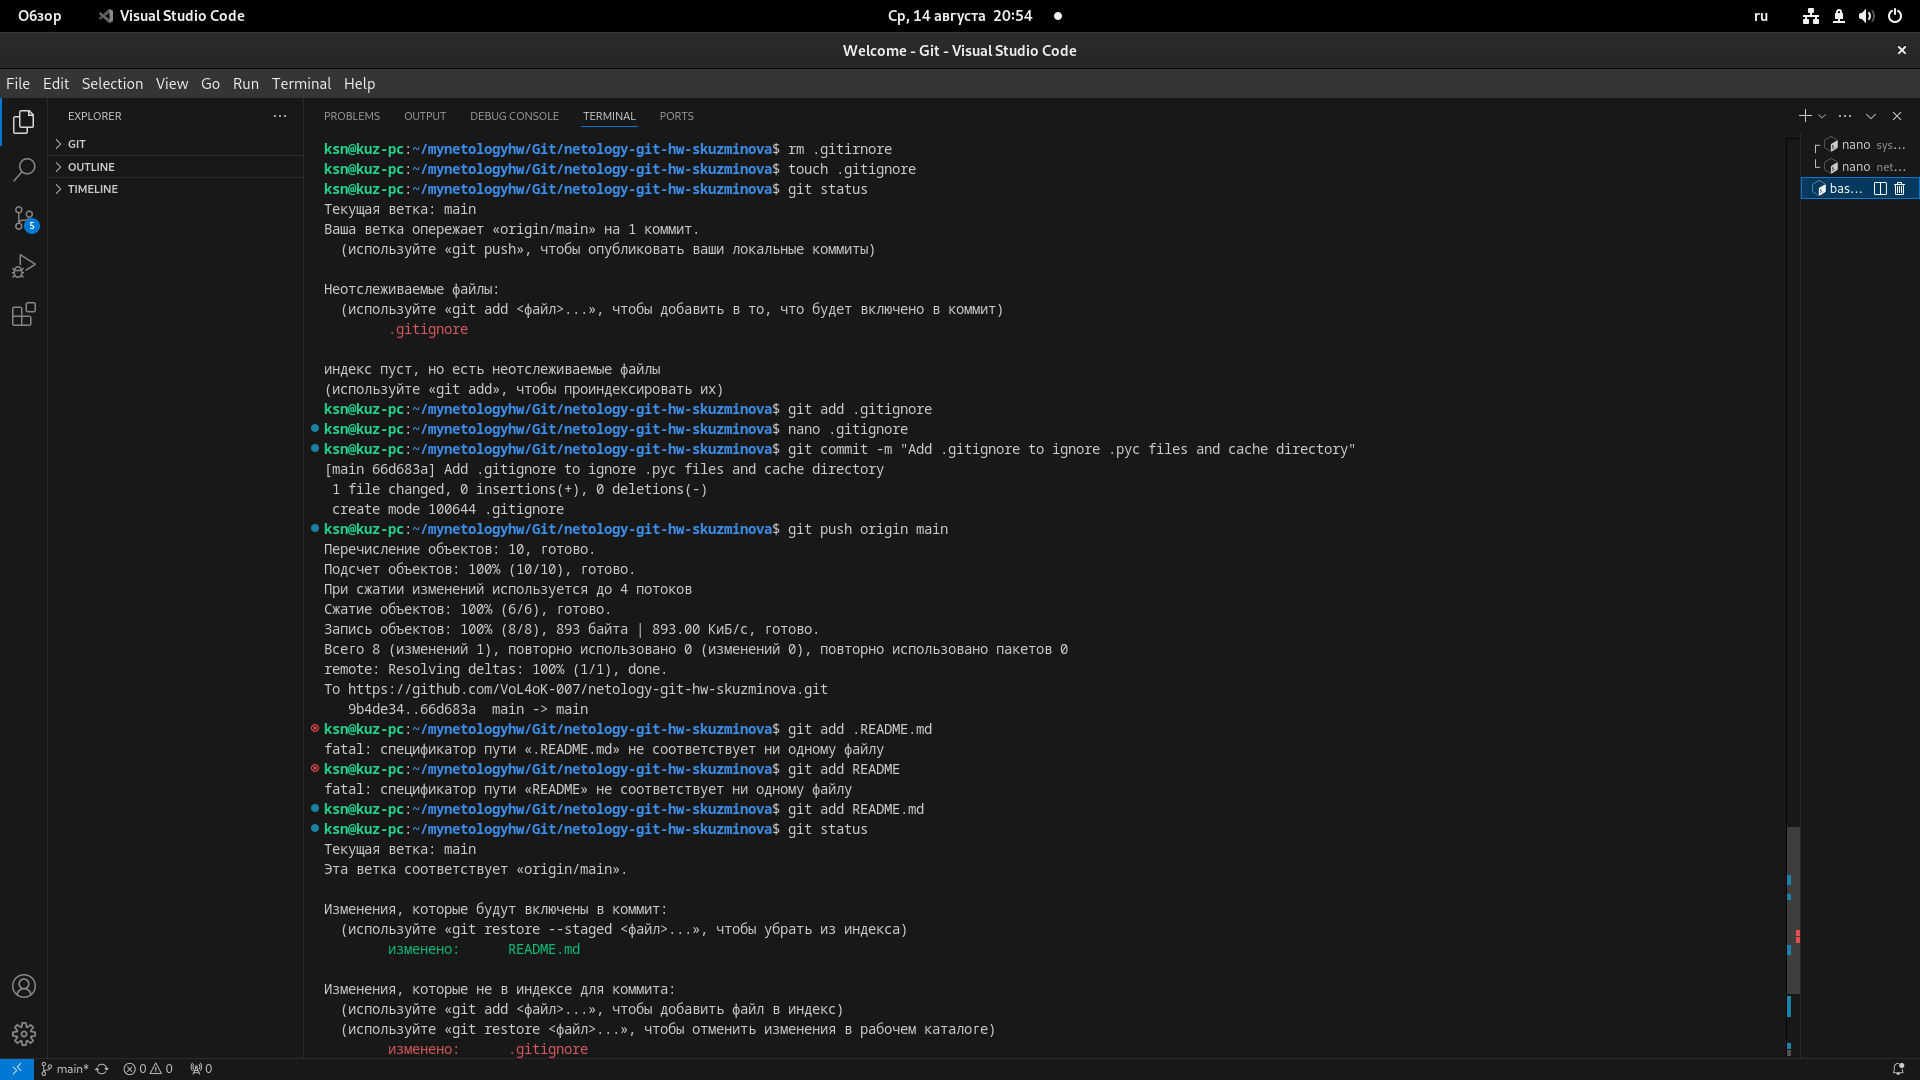 Обзор
Visual Studio Code
Ср, 14 августа 20:54
ru
Welcome - Git - Visual Studio Code
File Edit Selection View Go Run Terminal Help
EXPLORER
GIT
OUTLINE
TIMELINE
5
PROBLEMS OUTPUT DEBUG CONSOLE TERMINAL PORTS
ksn@kuz-pc:~/mynetologyhw/Git/netology-git-hw-skuzminova$ rm .gitirnore
ksn@kuz-pc:~/mynetologyhw/Git/netology-git-hw-skuzminova$ touch .gitignore
ksn@kuz-pc:~/mynetologyhw/Git/netology-git-hw-skuzminova$ git status
Текущая ветка: main
Ваша ветка опережает «origin/main» на 1 коммит.
(используйте «git push», чтобы опубликовать ваши локальные коммиты)
Неотслеживаемые файлы:
(используйте «git add <файл>...», чтобы добавить в то, что будет включено в коммит)
.gitignore
индекс пуст, но есть неотслеживаемые файлы
(используйте «git add», чтобы проиндексировать их)
ksn@kuz-pc:~/mynetologyhw/Git/netology-git-hw-skuzminova$ git add .gitignore
ksn@kuz-pc:~/mynetologyhw/Git/netology-git-hw-skuzminova$ nano .gitignore
ksn@kuz-pc:~/mynetologyhw/Git/netology-git-hw-skuzminova$ git commit -m "Add .gitignore to ignore .pyc files and cache directory"
[main 66d683a] Add .gitignore to ignore .pyc files and cache directory
1 file changed, 0 insertions(+), 0 deletions(-)
create mode 100644 .gitignore
ksn@kuz-pc:~/mynetologyhw/Git/netology-git-hw-skuzminova$ git push origin main
Перечисление объектов: 10, готово.
Подсчет объектов: 100% (10/10), готово.
При сжатии изменений используется до 4 потоков
Сжатие объектов: 100% (6/6), готово.
Запись объектов: 100% (8/8), 893 байта | 893.00 КиБ/с, готово.
Всего 8 (изменений 1), повторно использовано 0 (изменений 0), повторно использовано пакетов 0
remote: Resolving deltas: 100% (1/1), done.
To https://github.com/VoL4oK-007/netology-git-hw-skuzminova.git
9b4de34..66d683a main -> main
ksn@kuz-pc:~/mynetologyhw/Git/netology-git-hw-skuzminova$ git add .README.md
fatal: спецификатор пути «.README.md» не соответствует ни одному файлу
ksn@kuz-pc:~/mynetologyhw/Git/netology-git-hw-skuzminova$ git add README
fatal: спецификатор пути «README» не соответствует ни одному файлу
ksn@kuz-pc:~/mynetologyhw/Git/netology-git-hw-skuzminova$ git add README.md
ksn@kuz-pc:~/mynetologyhw/Git/netology-git-hw-skuzminova$ git status
Текущая ветка: main
Эта ветка соответствует «origin/main».
Изменения, которые будут включены в коммит:
(используйте «git restore --staged <файл>...», чтобы убрать из индекса)
изменено: README.md
Изменения, которые не в индексе для коммита:
(используйте «git add <файл>...», чтобы добавить файл в индекс)
(используйте «git restore <файл>...», чтобы отменить изменения в рабочем каталоге)
изменено: .gitignore
nano sys...
nano net...
bas...
main* 0 0 0